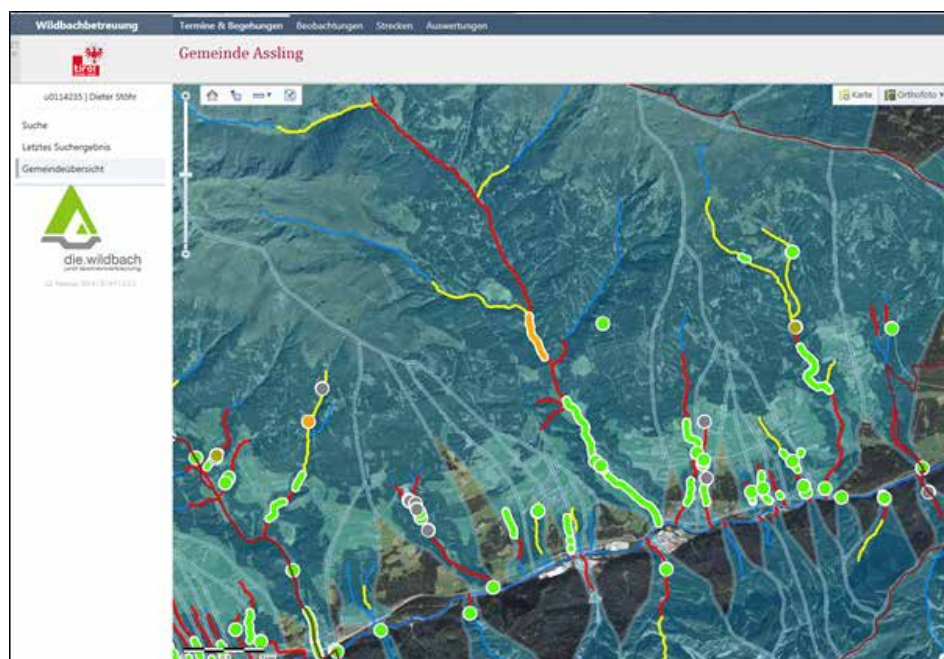 Wildbachbetreuung
Termine & Begehungen Beobachtungen Strecken Auswertungen
Gemeinde Assling
tirol
u0114235 | Dieter Stöhr
Karte Orthofoto
Suche
Letztes Suchergebnis
Gemeindeübersicht
die.wildbach